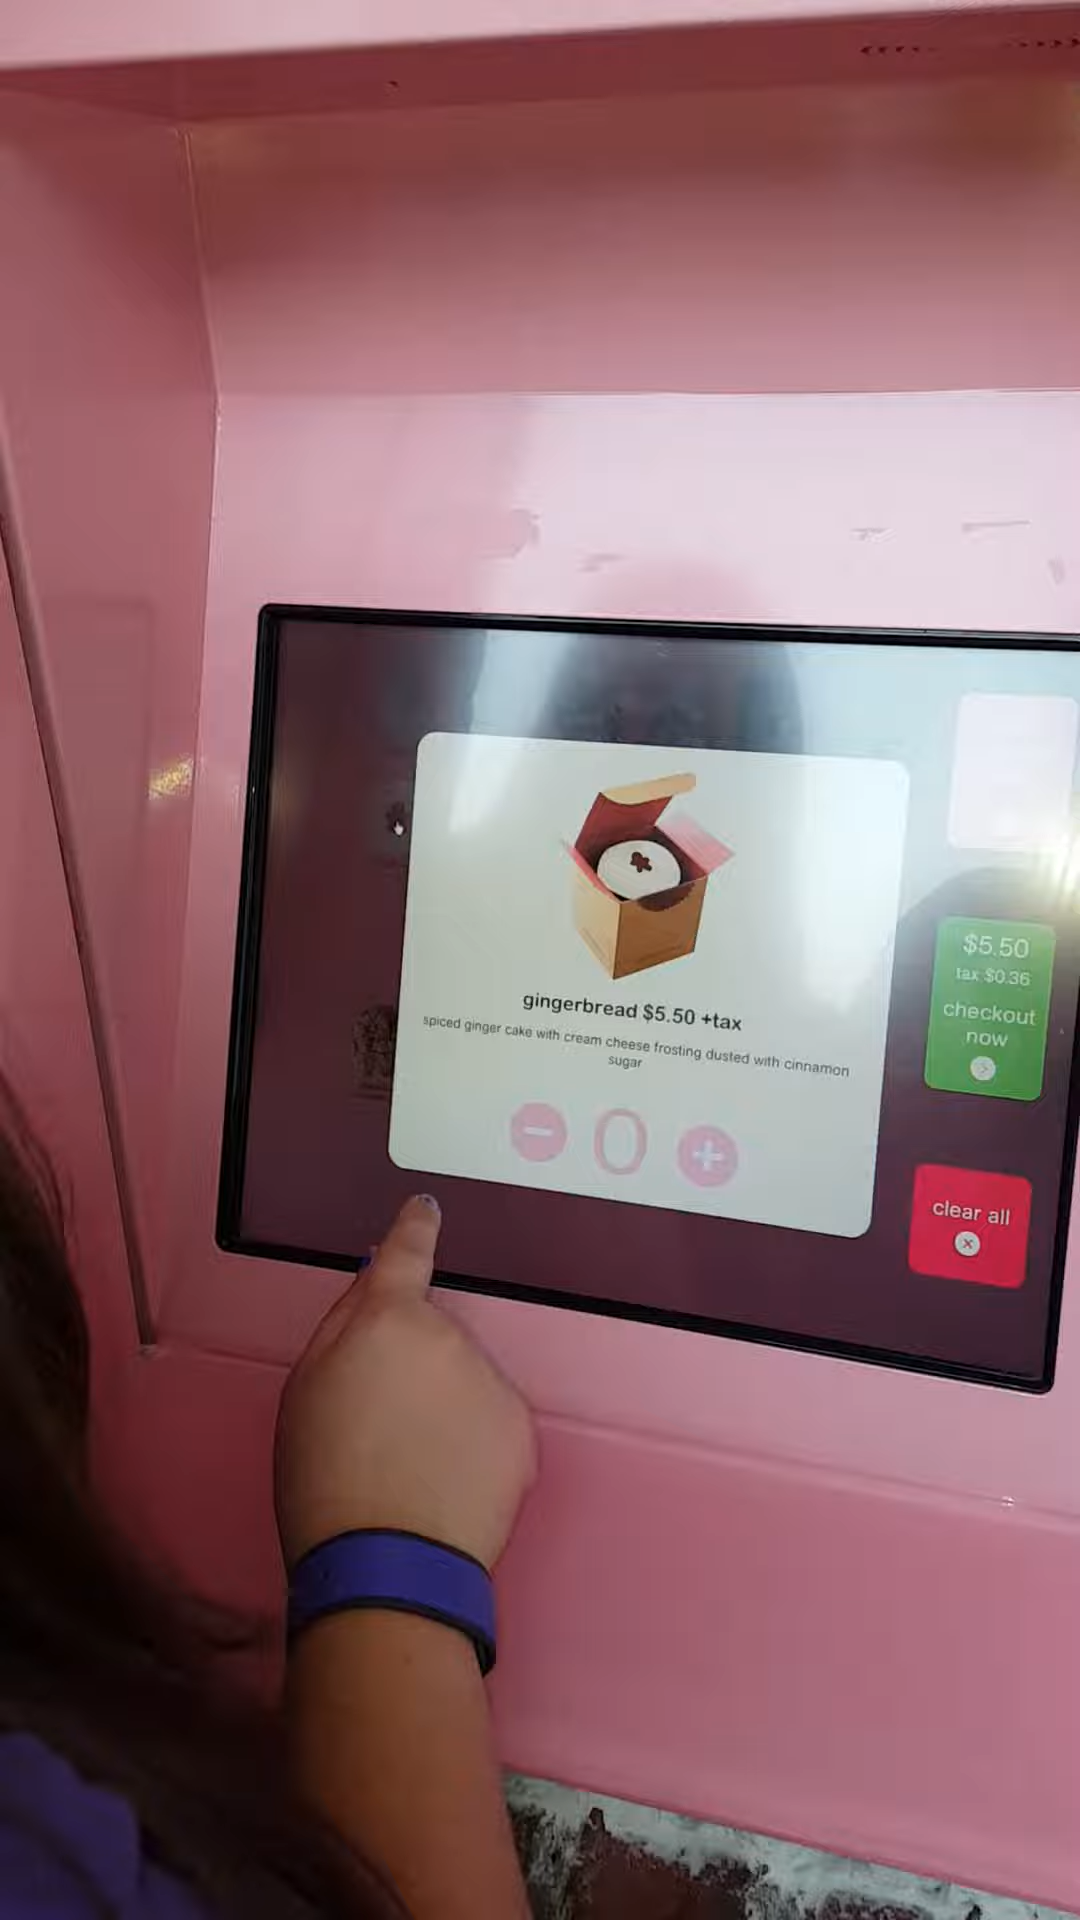 gingerbread $5.50 +tax
spiced ginger cake with cream cheese frosting dusted with cinnamon
sugar
0
$5.50
tax $0.36
checkout
now
clear all